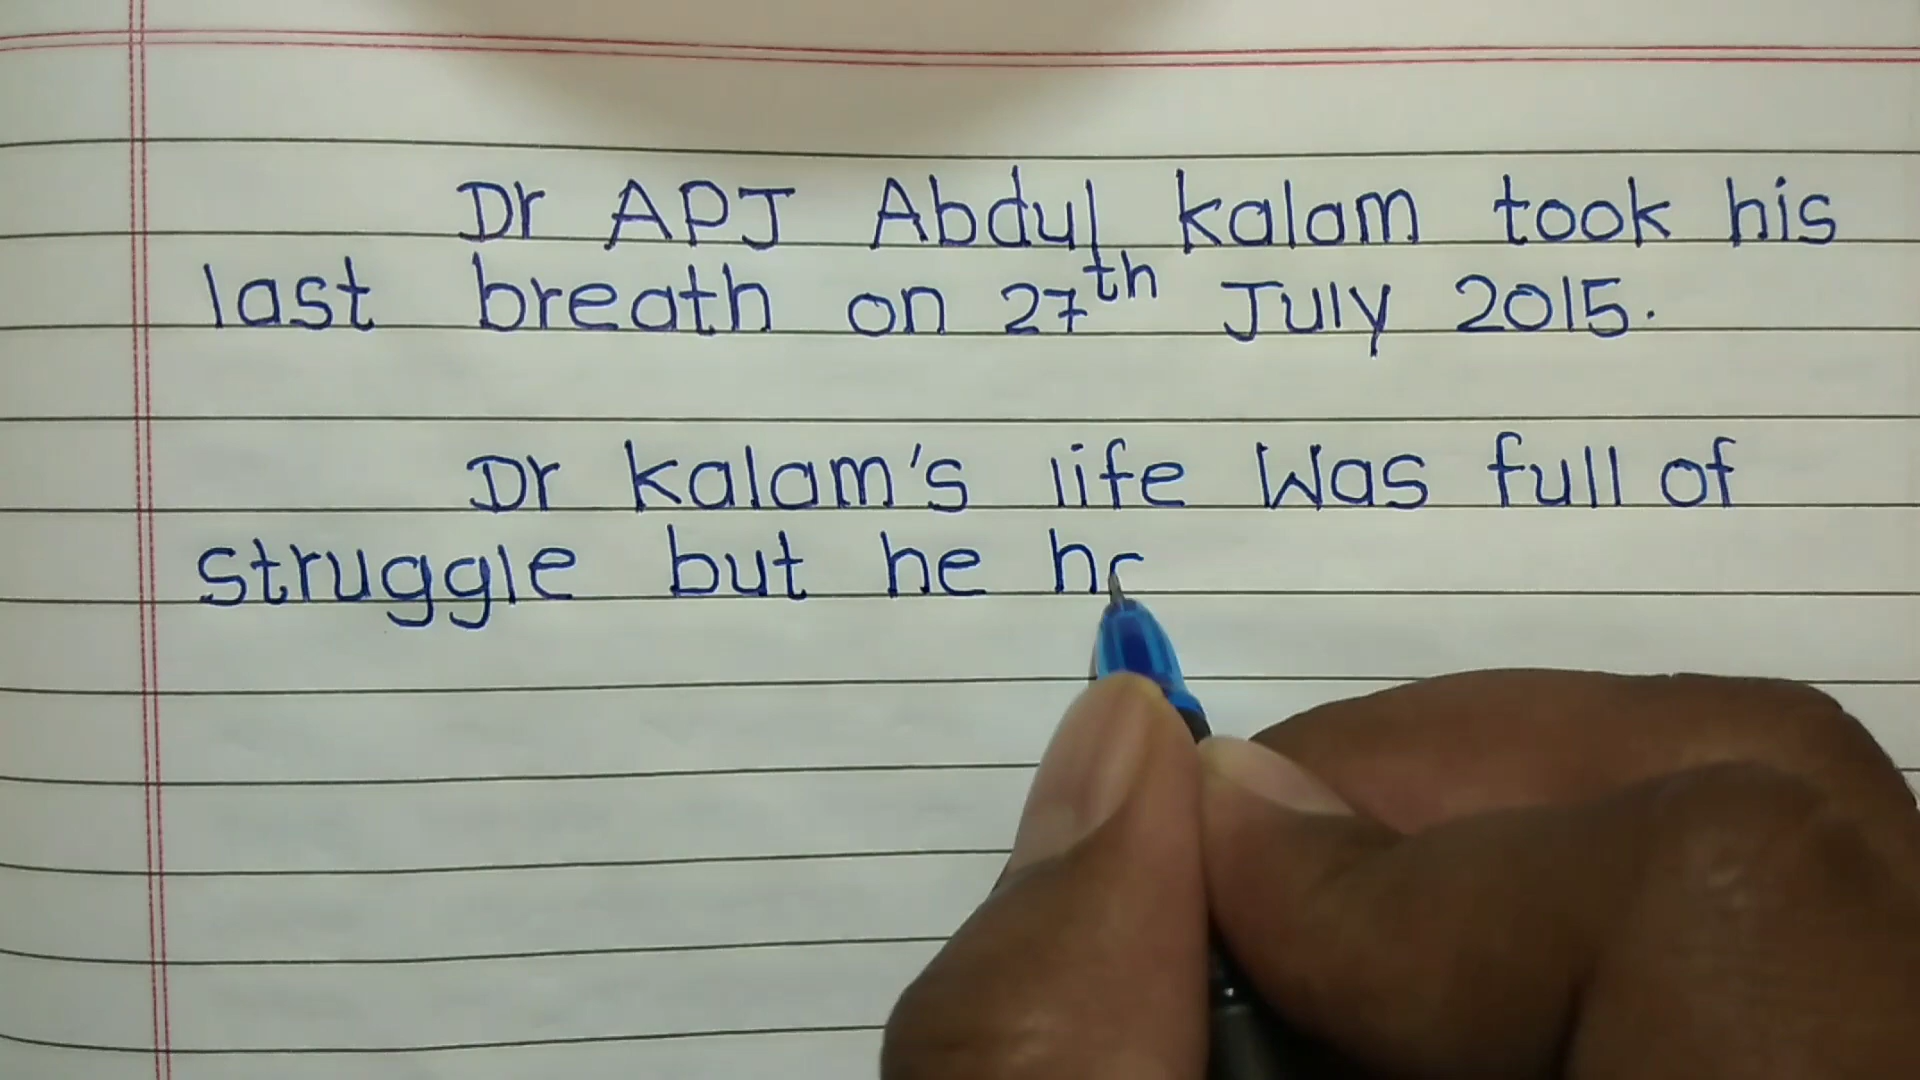 Dr APJ Abdul kalam took his
last breath on 27th July 2015.
Dr kalam's life Was full of
struggle but he